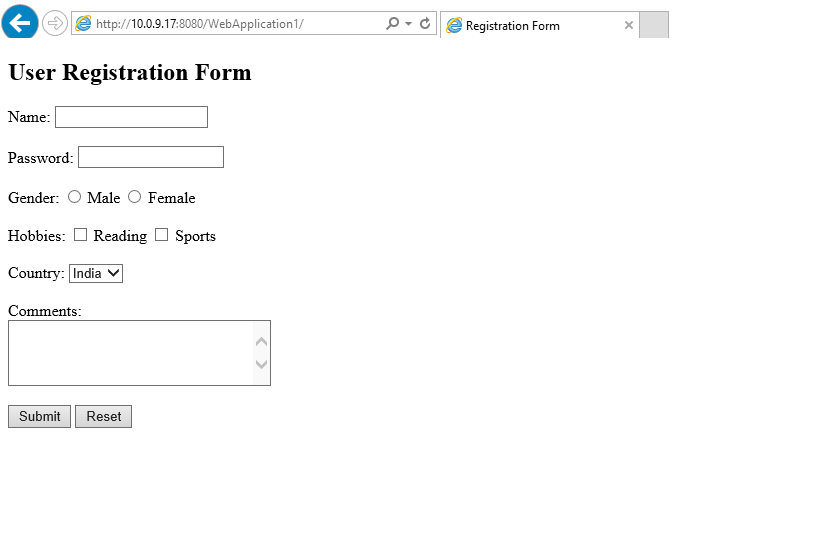 http://10.0.9.17:8080/WebApplication1/ Registration Form
User Registration Form
Name:
Password:
Gender: Male Female
Hobbies: Reading Sports
Country: India
Comments:
Submit Reset